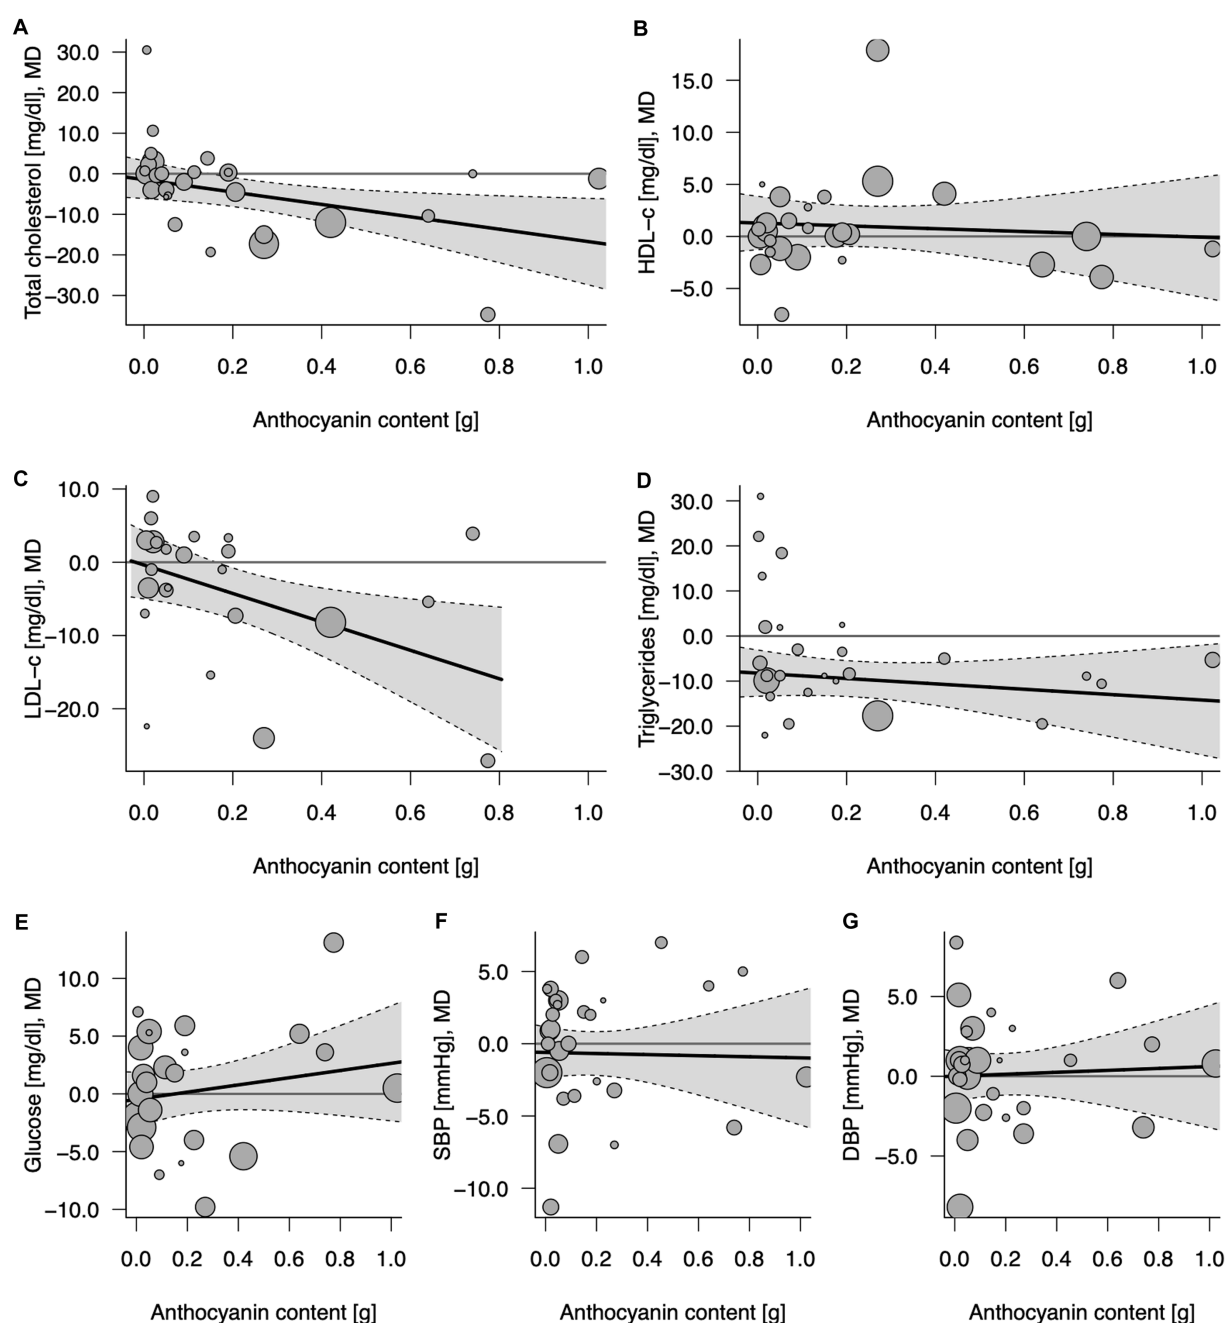 A
B
Total cholesterol [mg/dl], MD
30.0
20.0
10.0
0.0
−10.0
−20.0
−30.0
0.0 0.2 0.4 0.6 0.8 1.0
Anthocyanin content [g]
HDL−c [mg/dl], MD
15.0
10.0
5.0
0.0
−5.0
0.0 0.2 0.4 0.6 0.8 1.0
Anthocyanin content [g]
C
D
LDL−c [mg/dl], MD
10.0
0.0
−10.0
−20.0
0.0 0.2 0.4 0.6 0.8 1.0
Anthocyanin content [g]
Triglycerides [mg/dl], MD
30.0
20.0
10.0
0.0
−10.0
−20.0
−30.0
0.0 0.2 0.4 0.6 0.8 1.0
Anthocyanin content [g]
E
F
G
Glucose [mg/dl], MD
10.0
5.0
0.0
−5.0
−10.0
0.0 0.2 0.4 0.6 0.8 1.0
Anthocyanin content [g]
SBP [mmHg], MD
5.0
0.0
−5.0
−10.0
0.0 0.2 0.4 0.6 0.8 1.0
Anthocyanin content [g]
DBP [mmHg], MD
5.0
0.0
−5.0
0.0 0.2 0.4 0.6 0.8 1.0
Anthocyanin content [g]